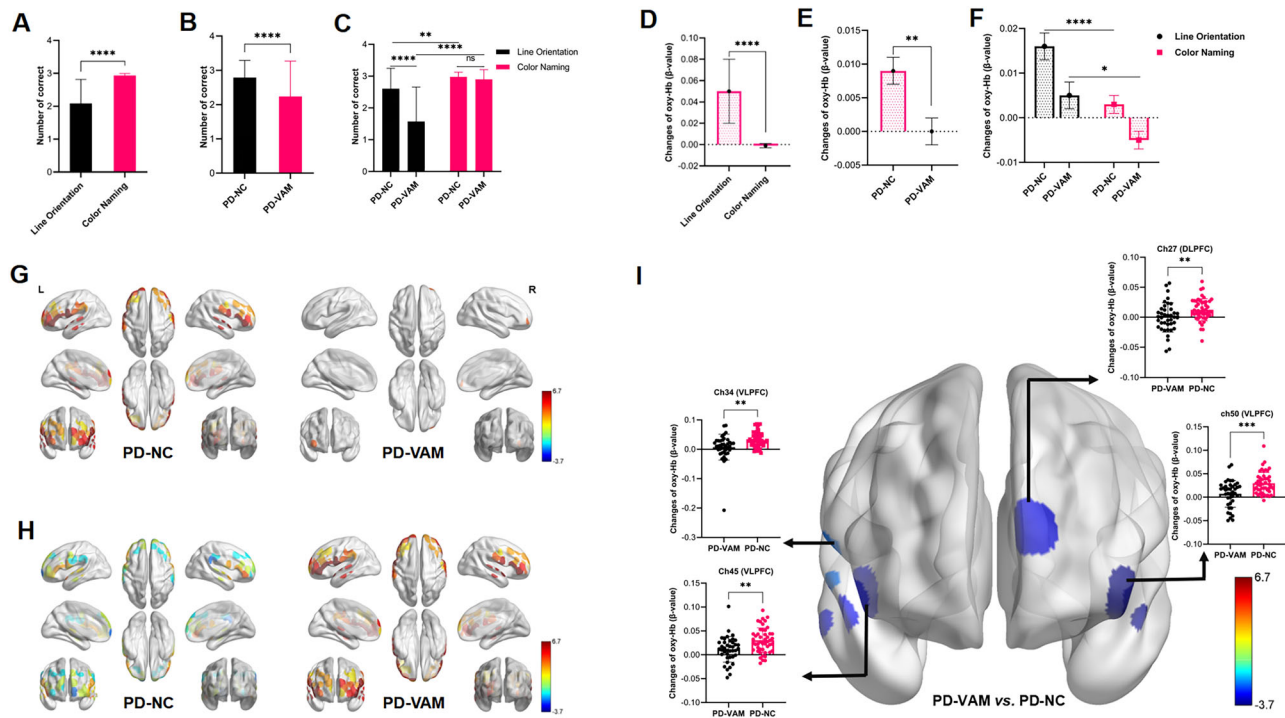 A
Number of correct
4
3
2
1
0
****
Line Orientation
Color Naming
B
Number of correct
4
3
2
1
0
****
PD-NC
PD-VAM
C
Number of correct
4
3
2
1
0
**
****
****
ns
PD-NC
PD-VAM
PD-NC
PD-VAM
Line Orientation
Color Naming
D
Changes of oxy-Hb (β-value)
0.10
0.08
0.06
0.04
0.02
0.00
-0.02
****
Line Orientation
Color Naming
E
Changes of oxy-Hb (β-value)
0.015
0.010
0.005
0.000
-0.005
**
PD-NC
PD-VAM
F
Changes of oxy-Hb (β-value)
0.02
0.01
0.00
-0.01
****
*
PD-NC
PD-VAM
PD-NC
PD-VAM
Line Orientation
Color Naming
G
L
R
PD-NC
PD-VAM
6.7
-3.7
H
PD-NC
PD-VAM
6.7
-3.7
I
Ch27 (DLPFC)
**
Changes of oxy-Hb (β-value)
0.10
0.05
0.00
-0.05
-0.10
PD-VAM
PD-NC
Ch34 (VLPFC)
**
Changes of oxy-Hb (β-value)
0.1
0.0
-0.1
-0.2
-0.3
PD-VAM
PD-NC
ch50 (VLPFC)
***
Changes of oxy-Hb (β-value)
0.15
0.10
0.05
0.00
-0.05
-0.10
PD-VAM
PD-NC
Ch45 (VLPFC)
**
Changes of oxy-Hb (β-value)
0.15
0.10
0.05
0.00
-0.05
-0.10
PD-VAM
PD-NC
PD-VAM vs. PD-NC
6.7
-3.7